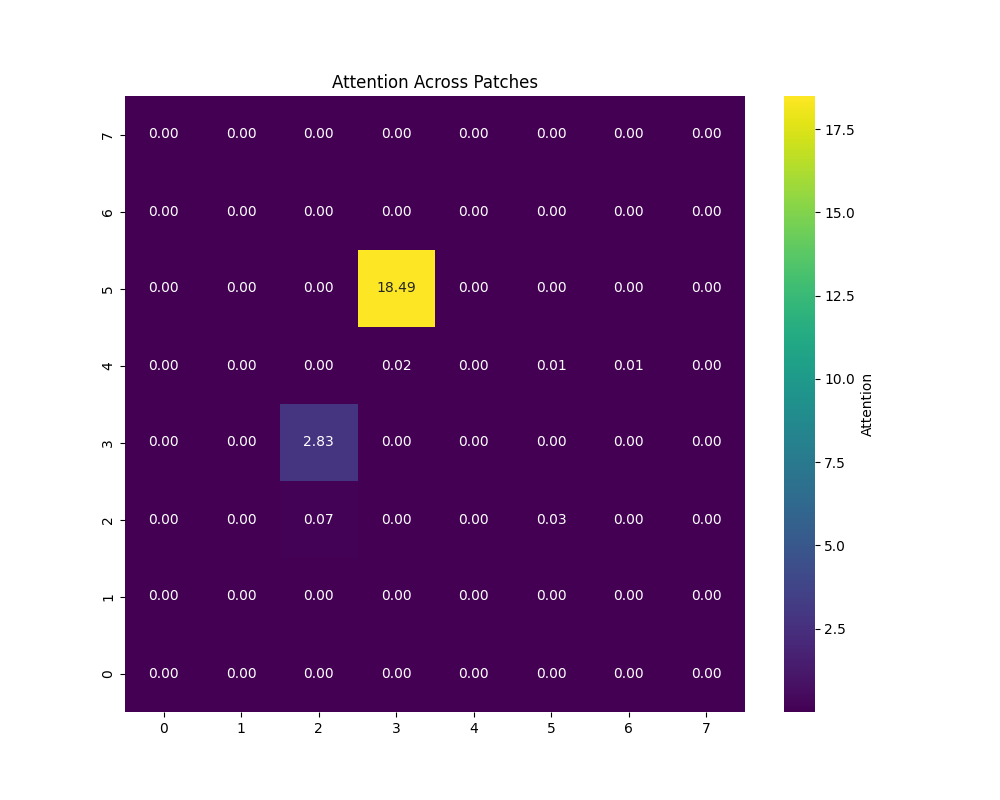 Attention Across Patches
7 0.00 0.00 0.00 0.00 0.00 0.00 0.00 0.00
6 0.00 0.00 0.00 0.00 0.00 0.00 0.00 0.00
5 0.00 0.00 0.00 18.49 0.00 0.00 0.00 0.00
4 0.00 0.00 0.00 0.02 0.00 0.01 0.01 0.00
3 0.00 0.00 2.83 0.00 0.00 0.00 0.00 0.00
2 0.00 0.00 0.07 0.00 0.00 0.03 0.00 0.00
1 0.00 0.00 0.00 0.00 0.00 0.00 0.00 0.00
0 0.00 0.00 0.00 0.00 0.00 0.00 0.00 0.00
0 1 2 3 4 5 6 7
17.5
15.0
12.5
10.0
7.5
5.0
2.5
Attention